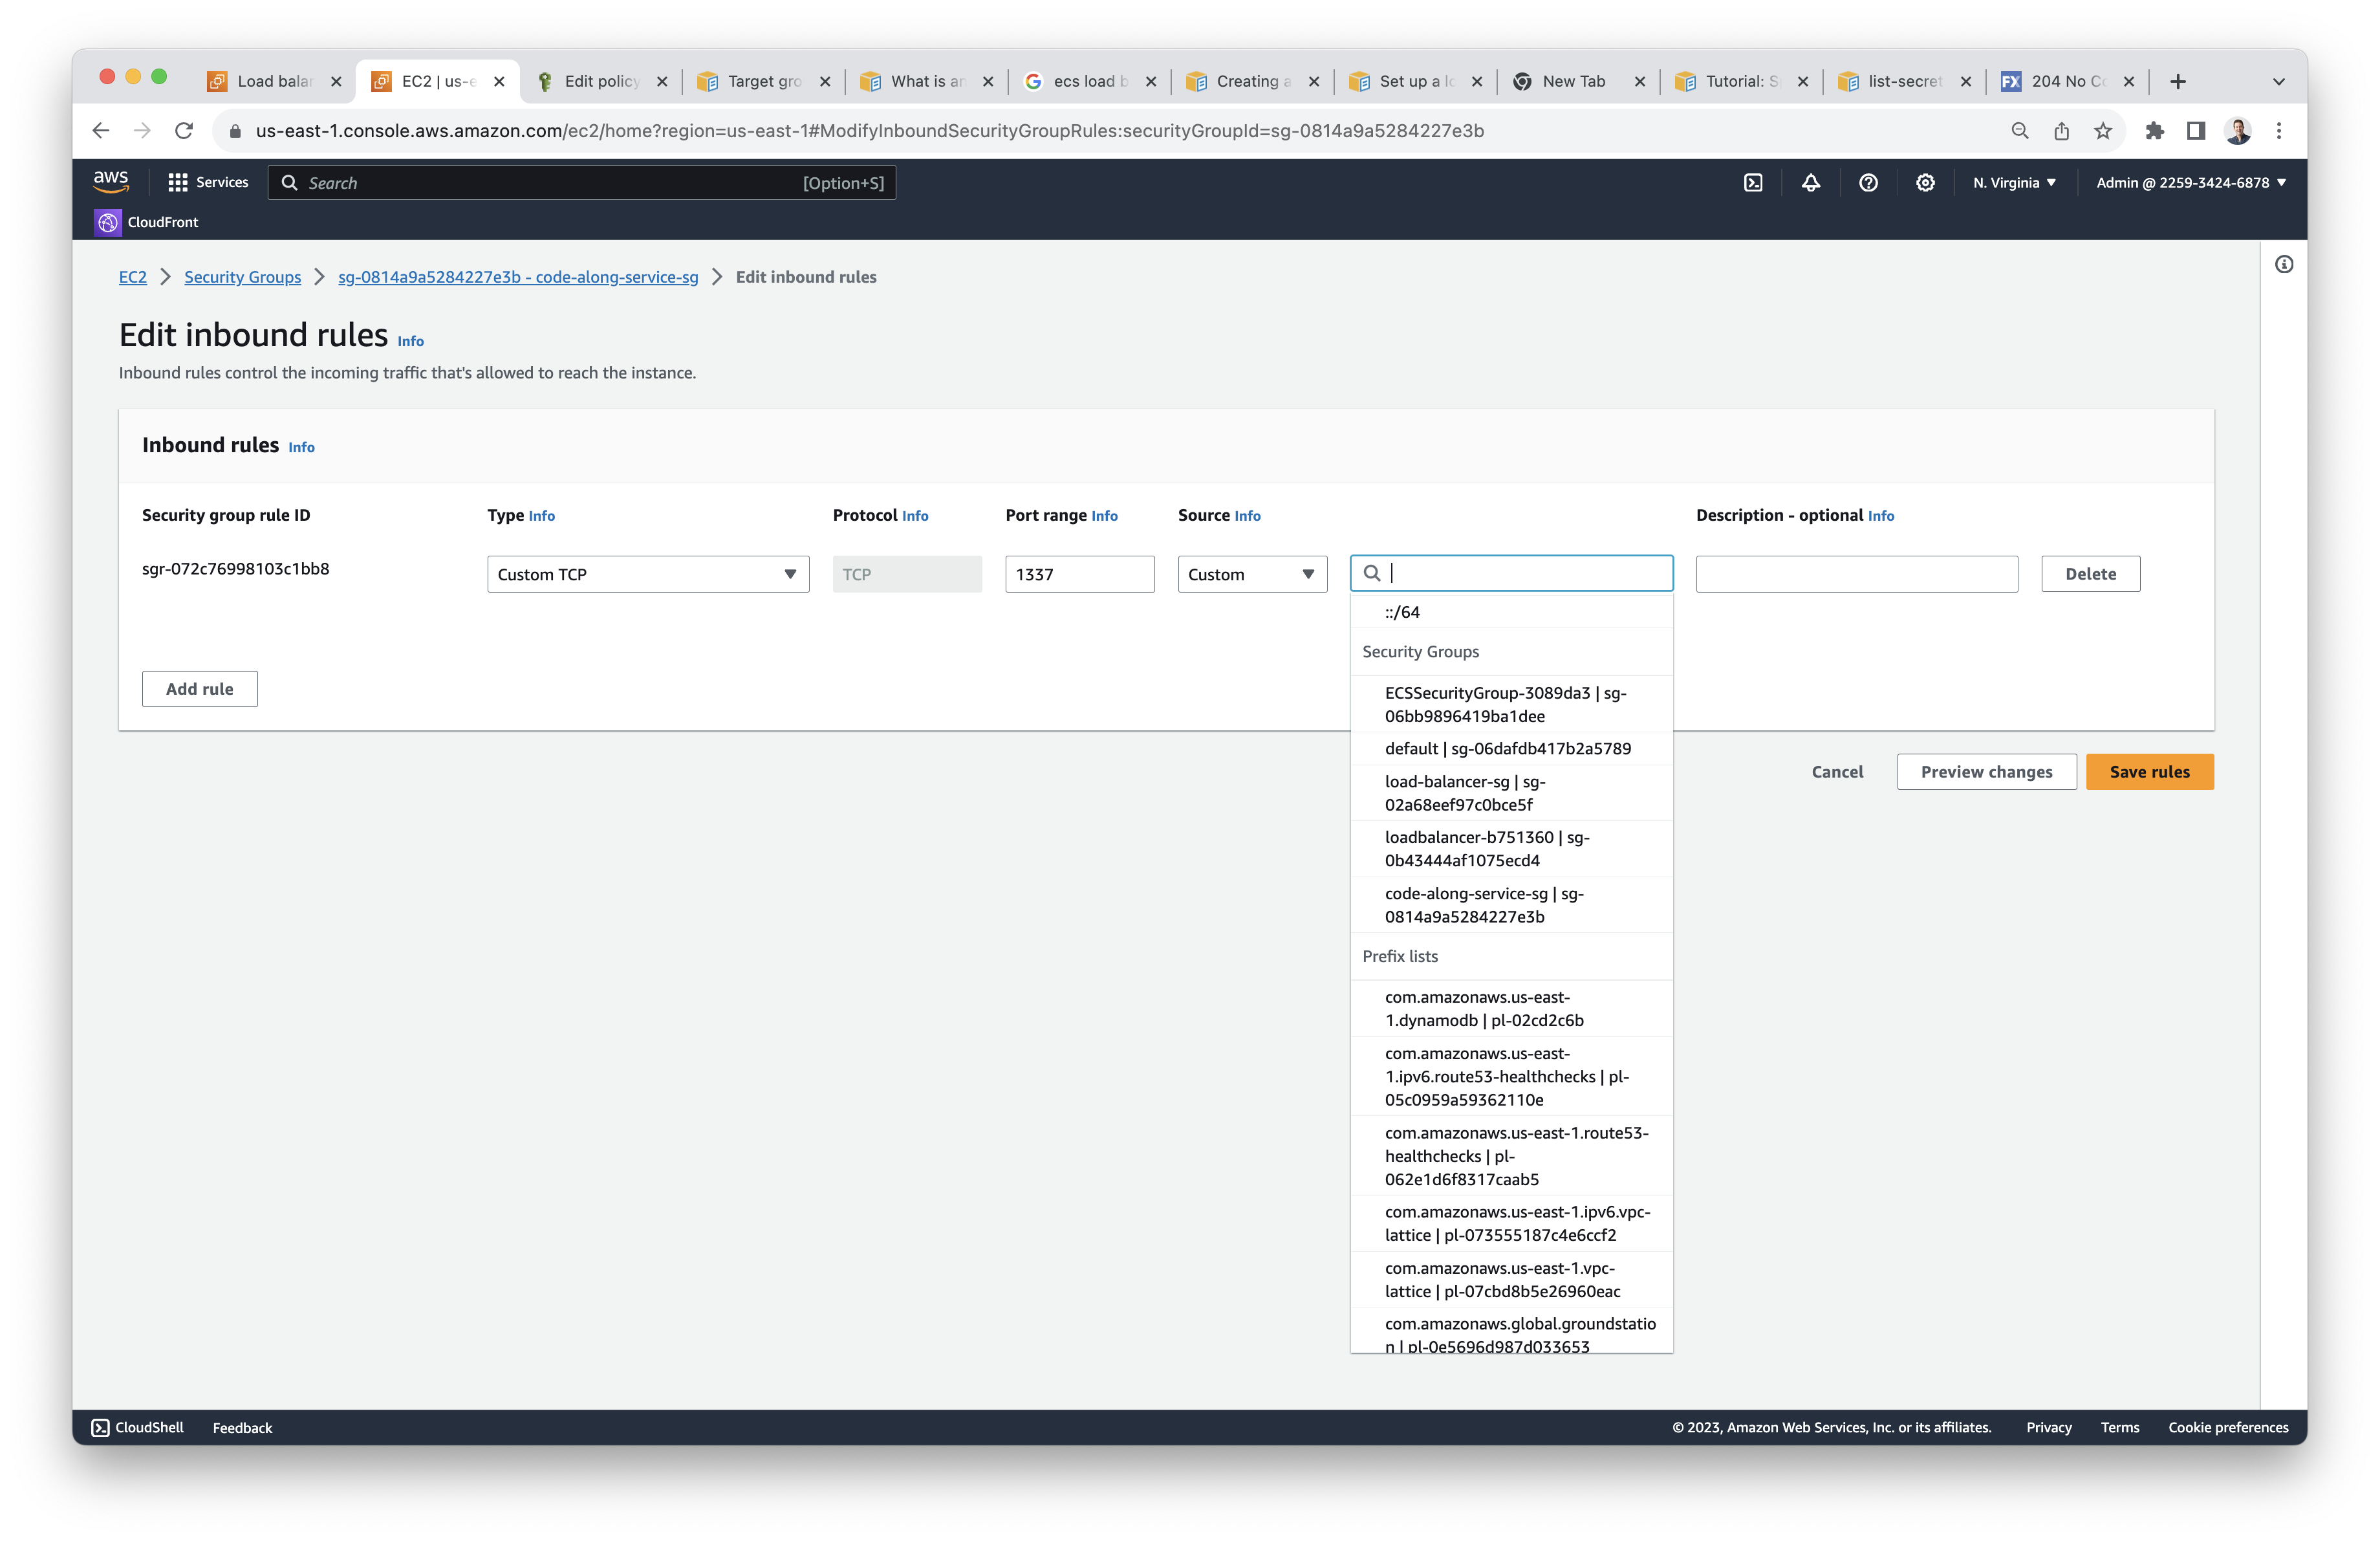 Load balar
EC2 | us-e
Edit policy
Target gro
What is an
ecs load b
Creating a
Set up a lo
New Tab
Tutorial: S
list-secret
FX 204 No Co
us-east-1.console.aws.amazon.com/ec2/home?region=us-east-1#ModifyInboundSecurityGroupRules:securityGroupId=sg-0814a9a5284227e3b
aws Services Search [Option+S] N. Virginia Admin @ 2259-3424-6878
CloudFront
EC2 Security Groups sg-0814a9a5284227e3b - code-along-service-sg Edit inbound rules
Edit inbound rules Info
Inbound rules control the incoming traffic that's allowed to reach the instance.
Inbound rules Info
Security group rule ID Type Info Protocol Info Port range Info Source Info Description - optional Info
sgr-072c76998103c1bb8 Custom TCP TCP 1337 Custom Delete
::/64
Security Groups
ECSSecurityGroup-3089da3 | sg-
06bb9896419ba1dee
default | sg-06dafdb417b2a5789
load-balancer-sg | sg-
02a68eef97c0bce5f
loadbalancer-b751360 | sg-
0b43444af1075ecd4
code-along-service-sg | sg-
0814a9a5284227e3b
Prefix lists
com.amazonaws.us-east-
1.dynamodb | pl-02cd2c6b
com.amazonaws.us-east-
1.ipv6.route53-healthchecks | pl-
05c0959a59362110e
com.amazonaws.us-east-1.route53-
healthchecks | pl-
062e1d6f8317caab5
com.amazonaws.us-east-1.ipv6.vpc-
lattice | pl-073555187c4e6ccf2
com.amazonaws.us-east-1.vpc-
lattice | pl-07cbd8b5e26960eac
com.amazonaws.global.groundstatio
n | pl-0e5696d987d033653
Add rule
Cancel Preview changes Save rules
CloudShell Feedback © 2023, Amazon Web Services, Inc. or its affiliates. Privacy Terms Cookie preferences